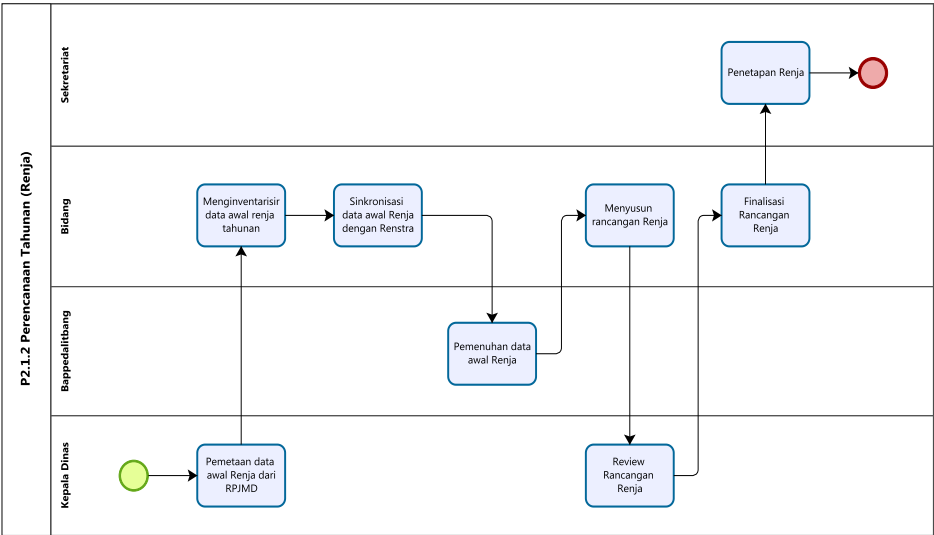 P2.1.2 Perencanaan Tahunan (Renja)
Sekretariat
Penetapan Renja
Bidang
Menginventarisir
data awal renja
tahunan
Sinkronisasi
data awal Renja
dengan Renstra
Menyusun
rancangan Renja
Finalisasi
Rancangan
Renja
Bappedalitbang
Pemenuhan data
awal Renja
Kepala Dinas
Pemetaan data
awal Renja dari
RPJMD
Review
Rancangan
Renja